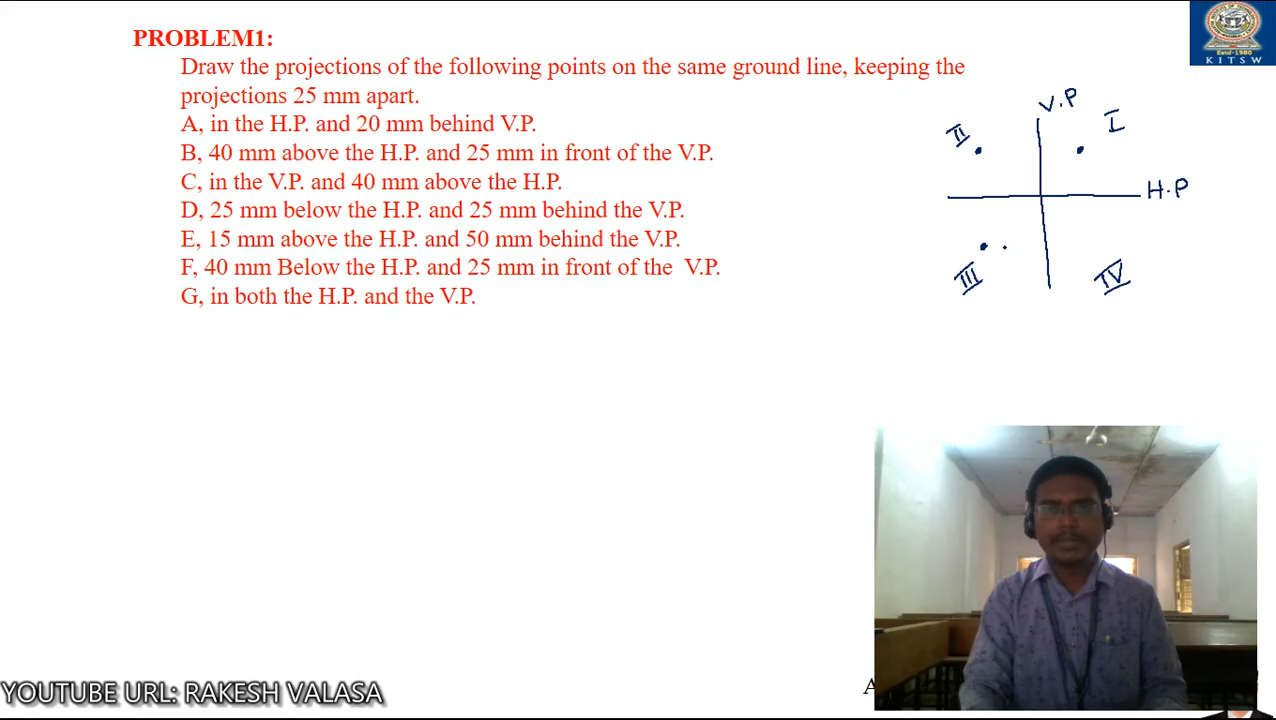 PROBLEM1:
Draw the projections of the following points on the same ground line, keeping the
projections 25 mm apart.
A, in the H.P. and 20 mm behind V.P.
B, 40 mm above the H.P. and 25 mm in front of the V.P.
C, in the V.P. and 40 mm above the H.P.
D, 25 mm below the H.P. and 25 mm behind the V.P.
E, 15 mm above the H.P. and 50 mm behind the V.P.
F, 40 mm Below the H.P. and 25 mm in front of the V.P.
G, in both the H.P. and the V.P.
V.P
I
II
H.P
III
IV
Estd-1980
K I T S W
YOUTUBE URL: RAKESH VALASA
A